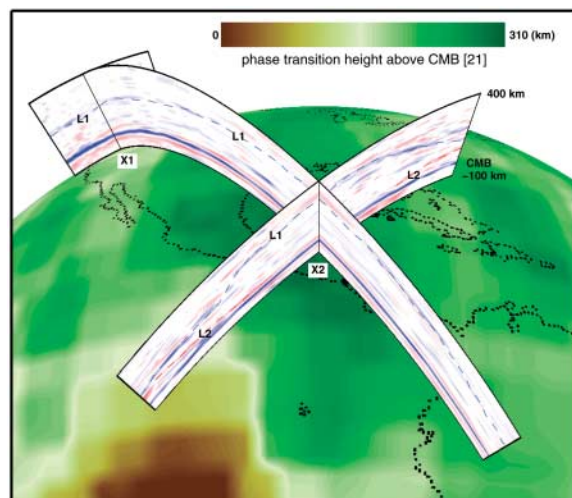 0
310 (km)
phase transition height above CMB [21]
400 km
L1
L1
X1
CMB
~100 km
L2
L1
X2
L2